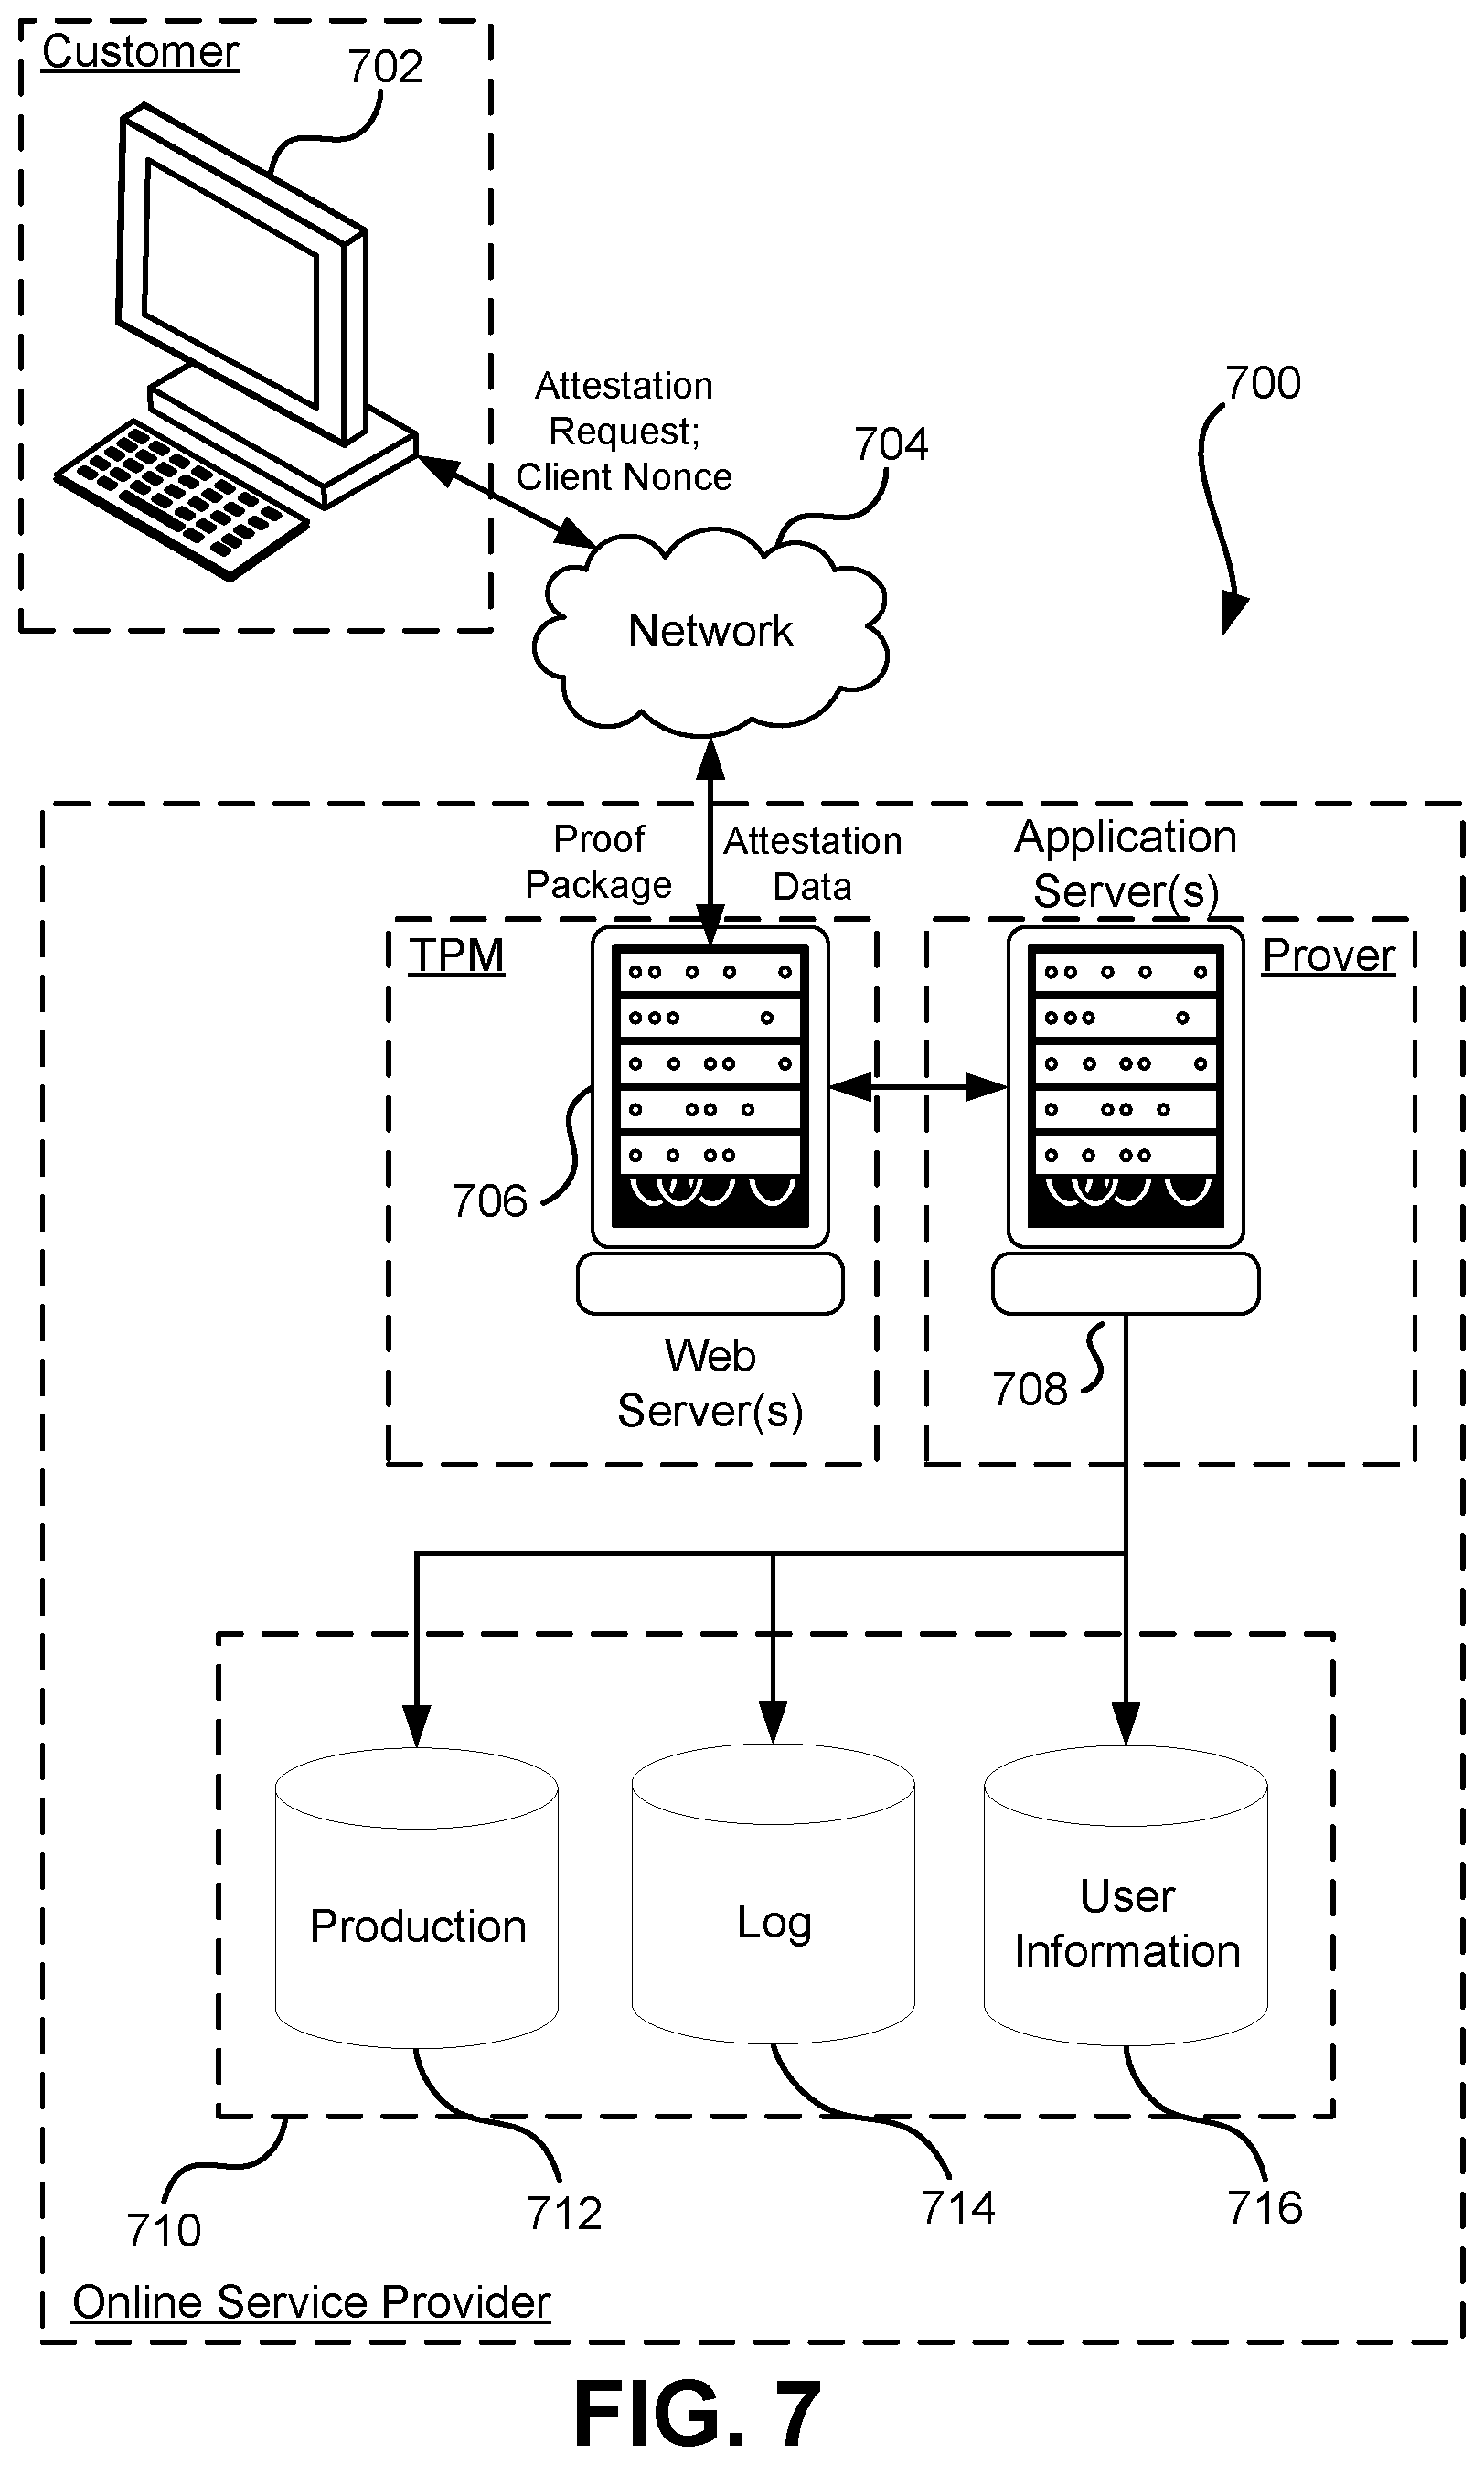 Customer
702
Attestation
Request;
Client Nonce
704
700
Network
Proof
Package
Attestation
Data
Application
Server(s)
TPM
Prover
706
Web
Server(s)
708
Production
Log
User
Information
710
712
714
716
Online Service Provider
FIG. 7